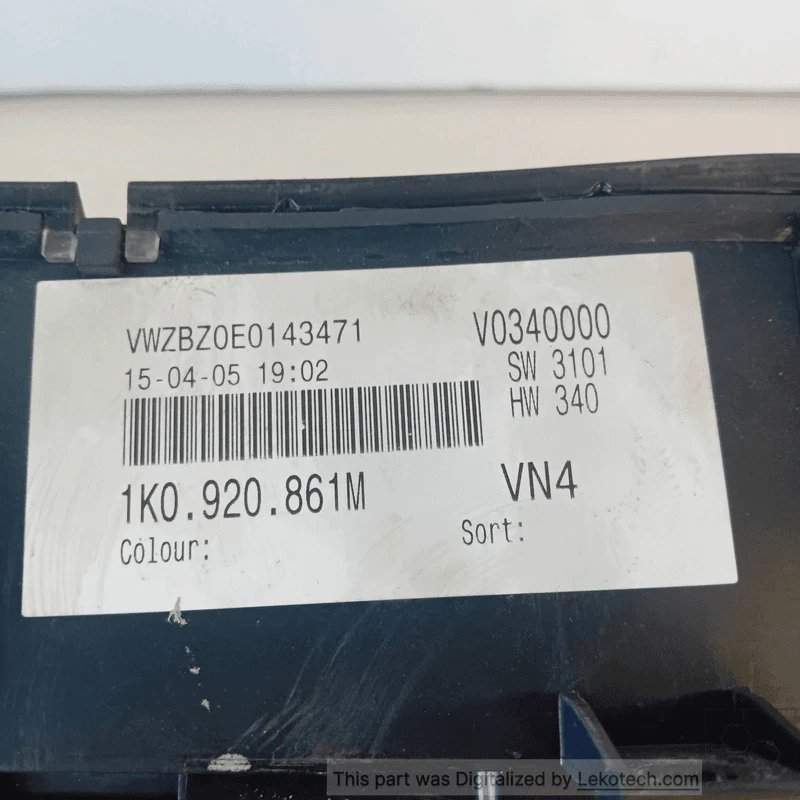 VWZBZ0E0143471
15-04-05 19:02
1K0.920.861M
Colour:
V0340000
SW 3101
HW 340
VN4
Sort:
This part was Digitalized by Lekotech.com